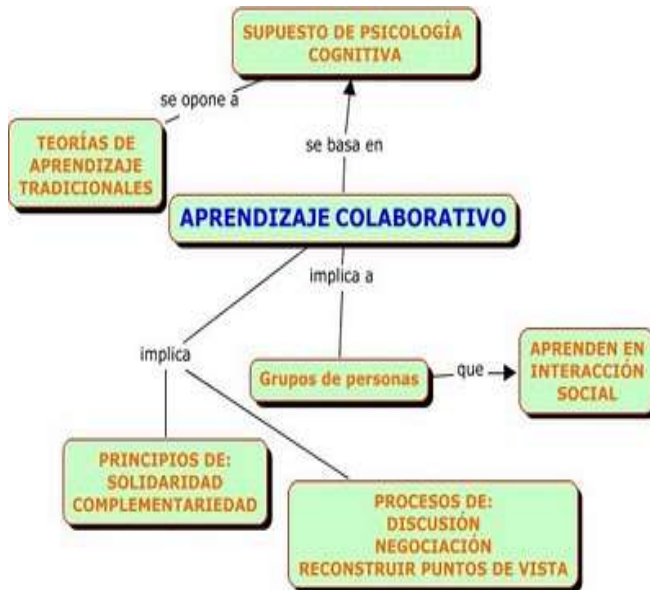 SUPUESTO DE PSICOLOGÍA
COGNITIVA
se opone a
TEORÍAS DE
APRENDIZAJE
TRADICIONALES
se basa en
APRENDIZAJE COLABORATIVO
implica a
implica
Grupos de personas
que
APRENDEN EN
INTERACCIÓN
SOCIAL
PRINCIPIOS DE:
SOLIDARIDAD
COMPLEMENTARIEDAD
PROCESOS DE:
DISCUSIÓN
NEGOCIACIÓN
RECONSTRUIR PUNTOS DE VISTA